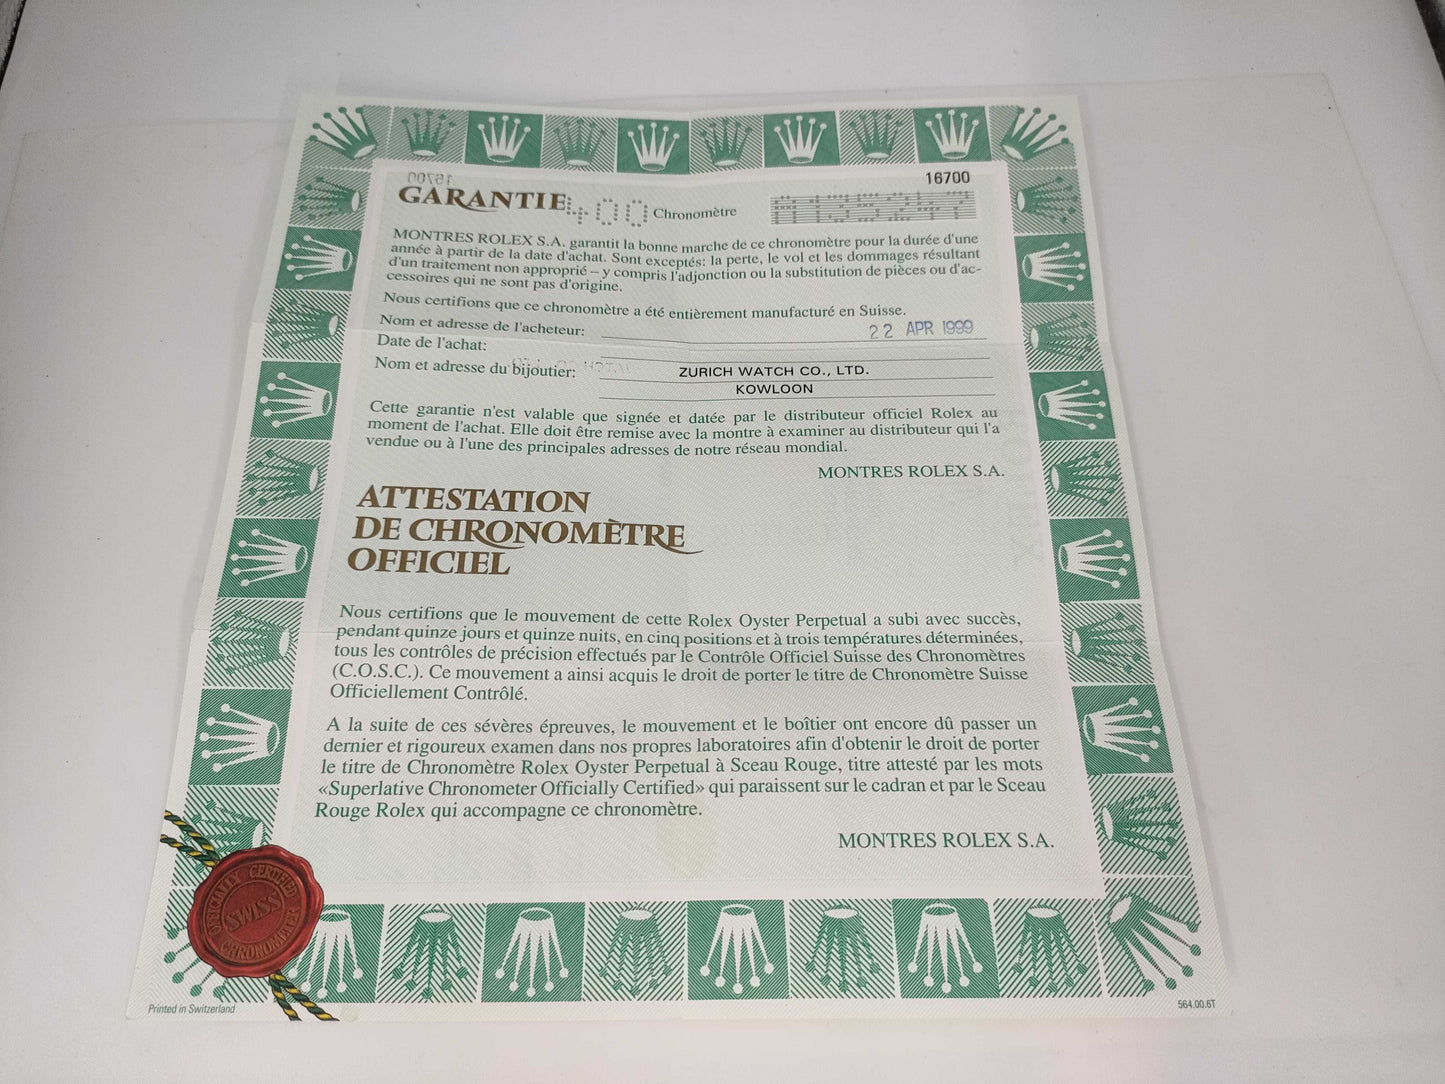 16700
GARANTIE 400 Chronomètre
MONTRES ROLEX S.A. garantit la bonne marche de ce chronomètre pour la durée d'une
année à partir de la date d'achat. Sont exceptés: la perte, le vol et les dommages résultant
d'un traitement non approprié – y compris l'adjonction ou la substitution de pièces ou d'ac-
cessoires qui ne sont pas d'origine.
Nous certifions que ce chronomètre a été entièrement manufacturé en Suisse.
Nom et adresse de l'acheteur:
22 APR 1999
Date de l'achat:
Nom et adresse du bijoutier: ZURICH WATCH CO., LTD.
KOWLOON
Cette garantie n'est valable que signée et datée par le distributeur officiel Rolex au
moment de l'achat. Elle doit être remise avec la montre à examiner au distributeur qui l'a
vendue ou à l'une des principales adresses de notre réseau mondial.
MONTRES ROLEX S.A.
ATTESTATION
DE CHRONOMÈTRE
OFFICIEL
Nous certifions que le mouvement de cette Rolex Oyster Perpetual a subi avec succès,
pendant quinze jours et quinze nuits, en cinq positions et à trois températures déterminées,
tous les contrôles de précision effectués par le Contrôle Officiel Suisse des Chronomètres
(C.O.S.C.). Ce mouvement a ainsi acquis le droit de porter le titre de Chronomètre Suisse
Officiellement Contrôlé.
A la suite de ces sévères épreuves, le mouvement et le boîtier ont encore dû passer un
dernier et rigoureux examen dans nos propres laboratoires afin d'obtenir le droit de porter
le titre de Chronomètre Rolex Oyster Perpetual à Sceau Rouge, titre attesté par les mots
«Superlative Chronometer Officially Certified» qui paraissent sur le cadran et par le Sceau
Rouge Rolex qui accompagne ce chronomètre.
MONTRES ROLEX S.A.
OFFICIALLY CERTIFIED
SWISS
CHRONOMETER
Printed in Switzerland
564.00.6T